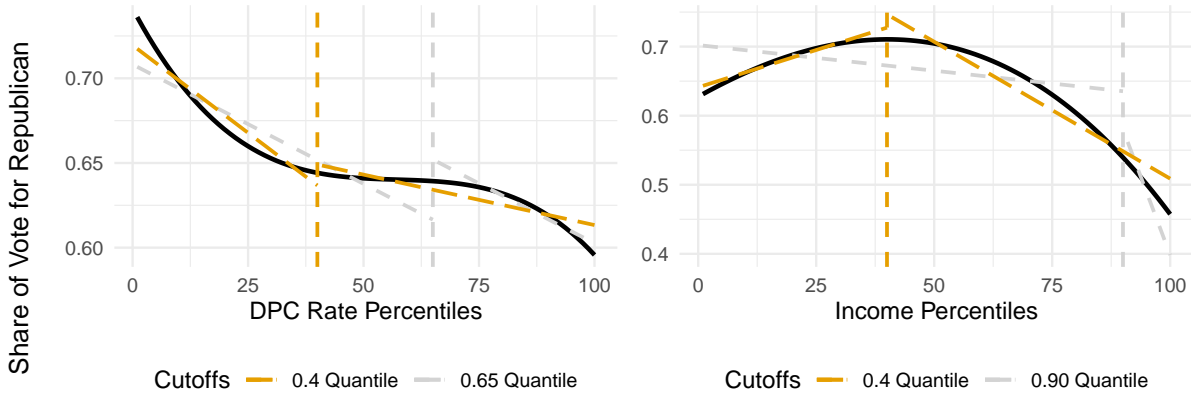 Share of Vote for Republican
0.70
0.65
0.60
0 25 50 75 100
DPC Rate Percentiles
Cutoffs 0.4 Quantile 0.65 Quantile
0.7
0.6
0.5
0.4
0 25 50 75 100
Income Percentiles
Cutoffs 0.4 Quantile 0.90 Quantile